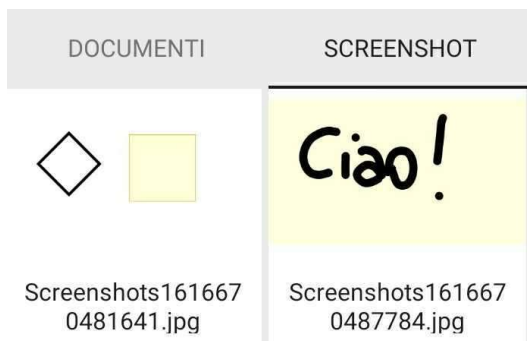 DOCUMENTI
SCREENSHOT
Ciao!
Screenshots161667
0481641.jpg
Screenshots161667
0487784.jpg